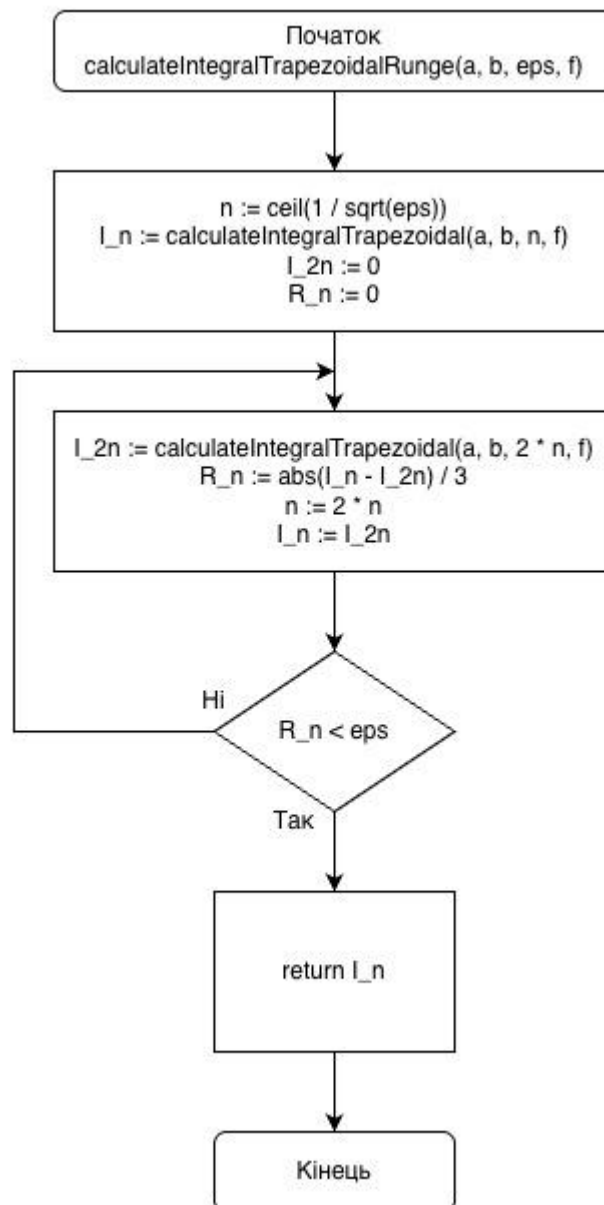 Початок
calculateIntegralTrapezoidalRunge(a, b, eps, f)
n := ceil(1 / sqrt(eps))
I_n := calculateIntegralTrapezoidal(a, b, n, f)
I_2n := 0
R_n := 0
I_2n := calculateIntegralTrapezoidal(a, b, 2 * n, f)
R_n := abs(I_n - I_2n) / 3
n := 2 * n
I_n := I_2n
Ні
R_n < eps
Так
return I_n
Кінець